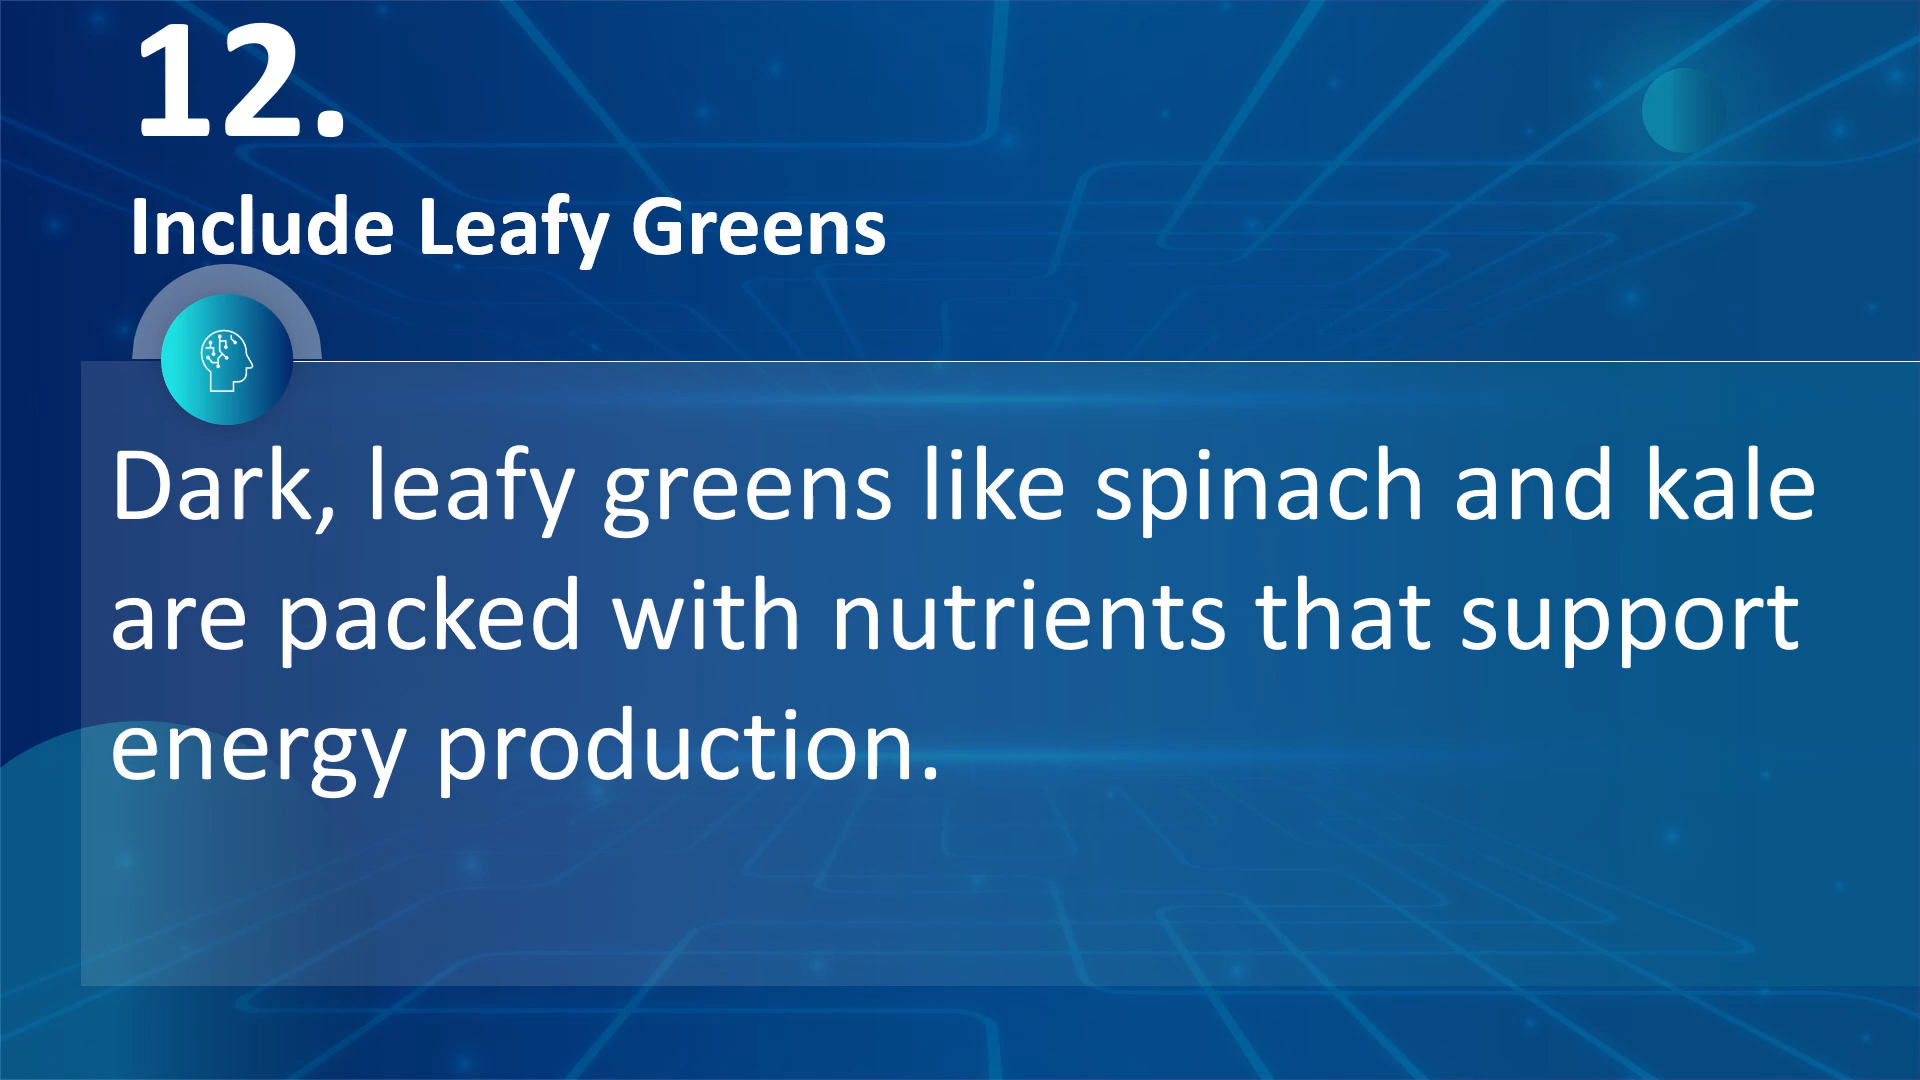 12.
Include Leafy Greens
Dark, leafy greens like spinach and kale
are packed with nutrients that support
energy production.